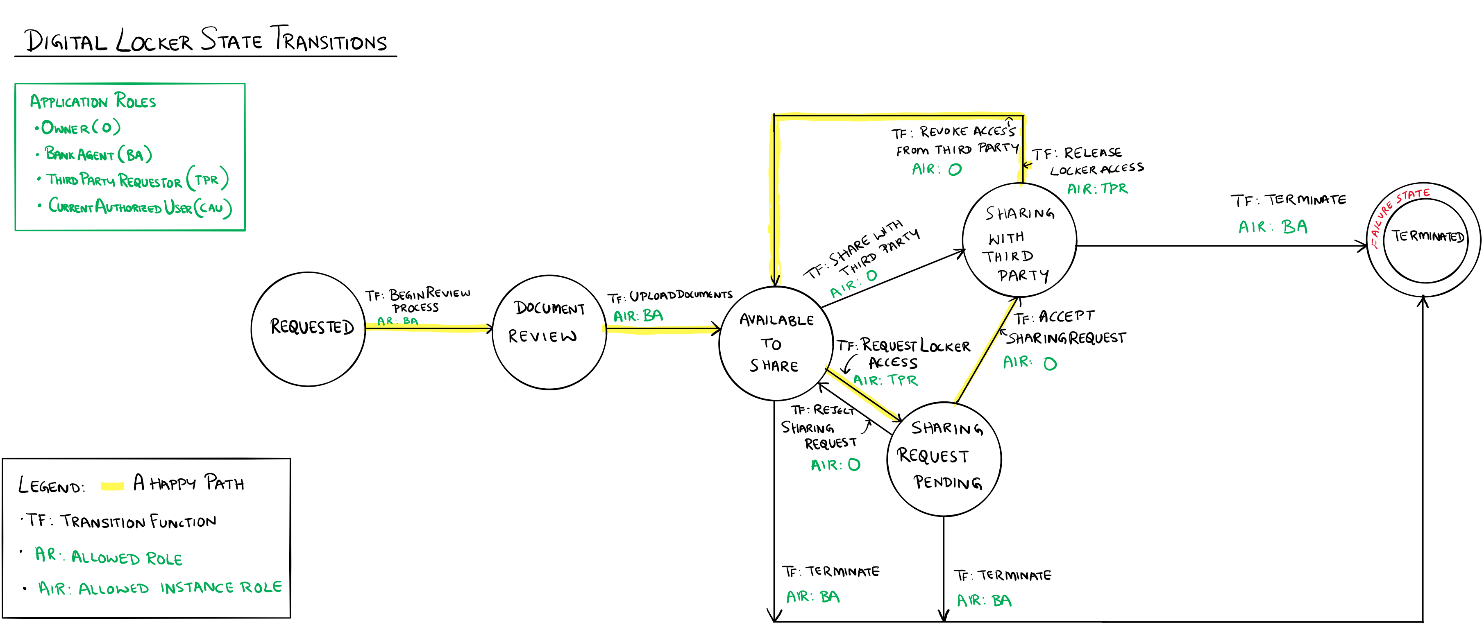 DIGITAL LOCKER STATE TRANSITIONS
APPLICATION ROLES
• OWNER (O)
• BANK AGENT (BA)
• THIRD PARTY REQUESTOR (TPR)
• CURRENT AUTHORIZED USER (CAU)
TF: REVOKE ACCESS
FROM THIRD PARTY
AIR: O
TF: RELEASE
LOCKER ACCESS
AIR: TPR
SHARING
WITH
THIRD
PARTY
TF: TERMINATE
AIR: BA
FAILURE STATE
TERMINATED
TF: SHARE WITH
THIRD PARTY
AIR: O
REQUESTED
TF: BEGIN REVIEW
PROCESS
AR: BA
DOCUMENT
REVIEW
TF: UPLOAD DOCUMENTS
AIR: BA
AVAILABLE
TO
SHARE
TF: REQUEST LOCKER
ACCESS
AIR: TPR
TF: ACCEPT
SHARING REQUEST
AIR: O
TF: REJECT
SHARING
REQUEST
AIR: O
SHARING
REQUEST
PENDING
TF: TERMINATE
AIR: BA
TF: TERMINATE
AIR: BA
LEGEND: A HAPPY PATH
• TF: TRANSITION FUNCTION
• AR: ALLOWED ROLE
• AIR: ALLOWED INSTANCE ROLE